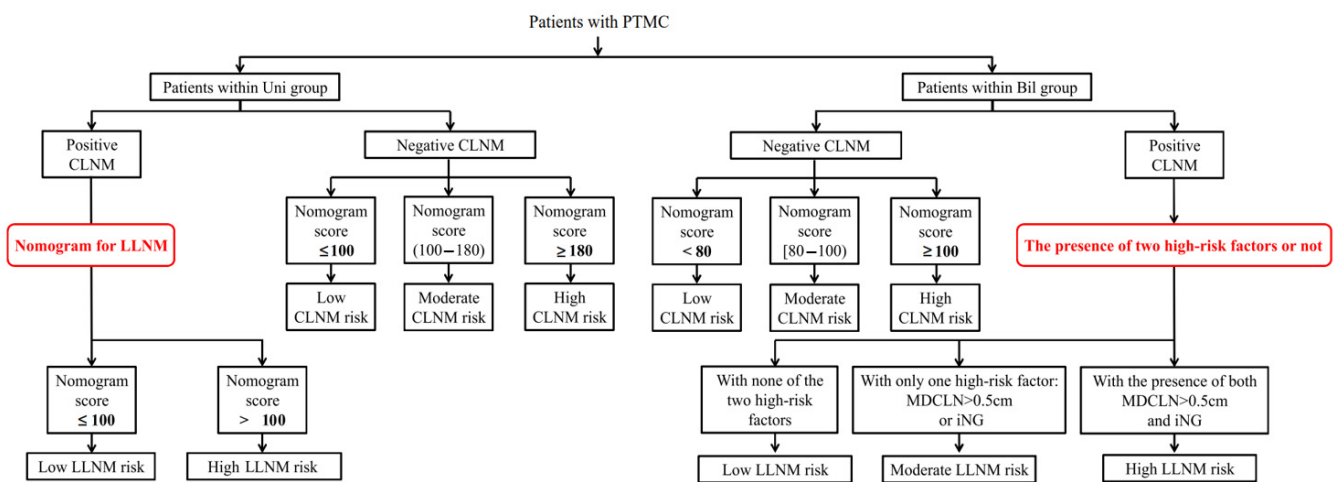 Patients with PTMC
Patients within Uni group
Patients within Bil group
Positive
CLNM
Negative CLNM
Negative CLNM
Positive
CLNM
Nomogram
score
≤100
Nomogram
score
(100−180)
Nomogram
score
≥180
Nomogram
score
<80
Nomogram
score
[80−100)
Nomogram
score
≥100
Nomogram for LLNM
The presence of two high-risk factors or not
Low
CLNM risk
Moderate
CLNM risk
High
CLNM risk
Low
CLNM risk
Moderate
CLNM risk
High
CLNM risk
Nomogram
score
≤ 100
Nomogram
score
> 100
With none of the
two high-risk
factors
With only one high-risk factor:
MDCLN>0.5cm
or iNG
With the presence of both
MDCLN>0.5cm
and iNG
Low LLNM risk
High LLNM risk
Low LLNM risk
Moderate LLNM risk
High LLNM risk